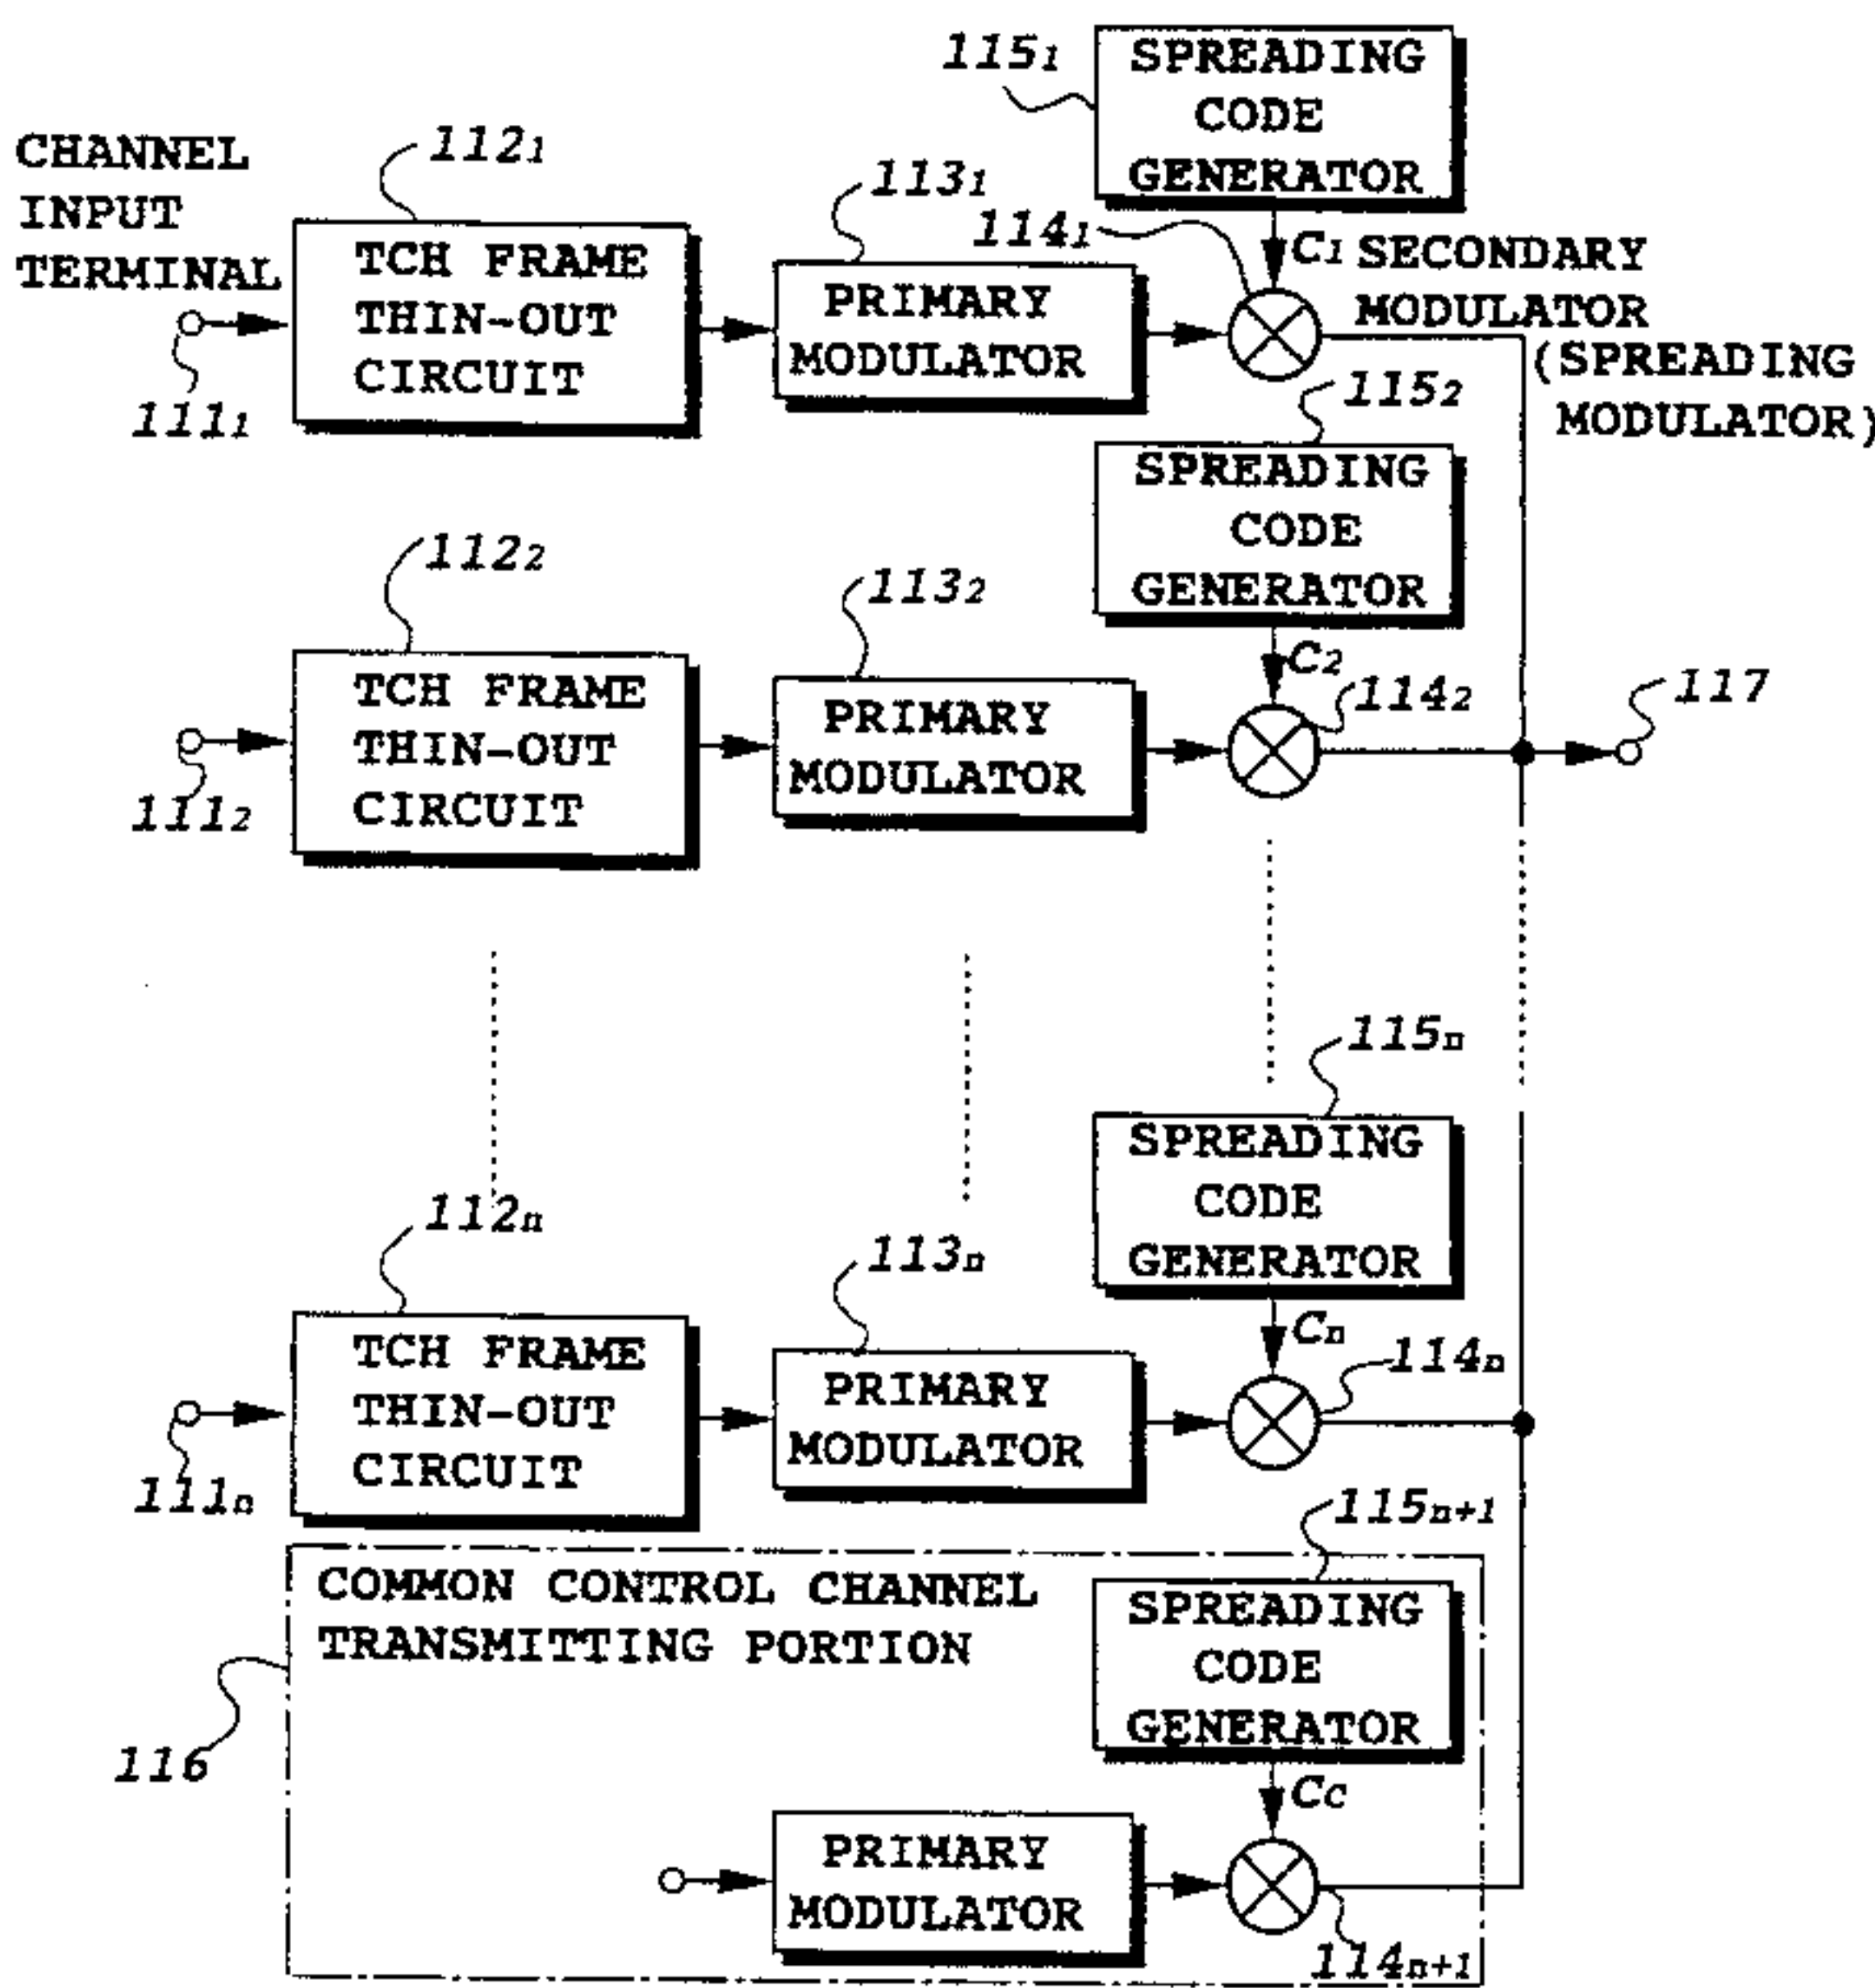 115₁
SPREADING
CODE
GENERATOR
CHANNEL
INPUT
TERMINAL
112₁
113₁
114₁
C₁
SECONDARY
MODULATOR
(SPREADING
MODULATOR)
TCH FRAME
THIN-OUT
CIRCUIT
PRIMARY
MODULATOR
111₁
115₂
SPREADING
CODE
GENERATOR
112₂
113₂
C₂
114₂
117
TCH FRAME
THIN-OUT
CIRCUIT
PRIMARY
MODULATOR
111₂
115ₙ
SPREADING
CODE
GENERATOR
112ₙ
113ₙ
Cₙ
114ₙ
TCH FRAME
THIN-OUT
CIRCUIT
PRIMARY
MODULATOR
111ₙ
115ₙ₊₁
COMMON CONTROL CHANNEL
TRANSMITTING PORTION
SPREADING
CODE
GENERATOR
116
Cc
PRIMARY
MODULATOR
114ₙ₊₁